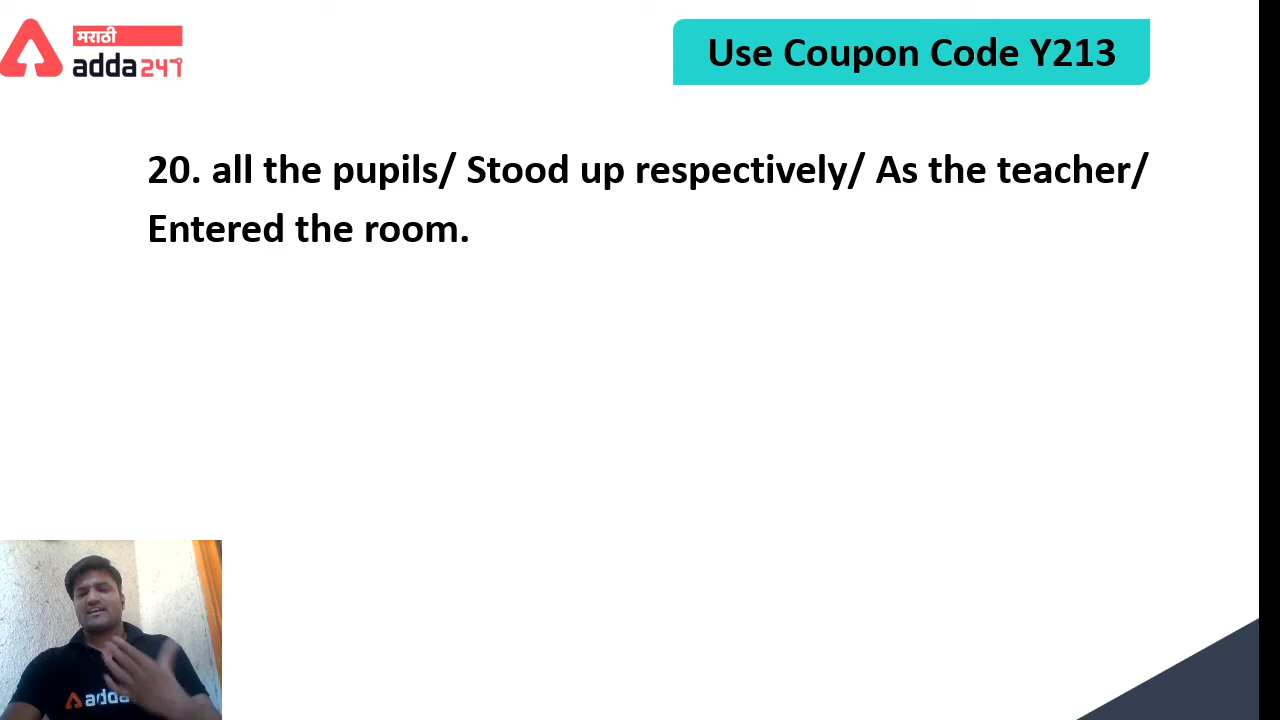 मराठी
adda247
Use Coupon Code Y213
20. all the pupils/ Stood up respectively/ As the teacher/
Entered the room.
adda